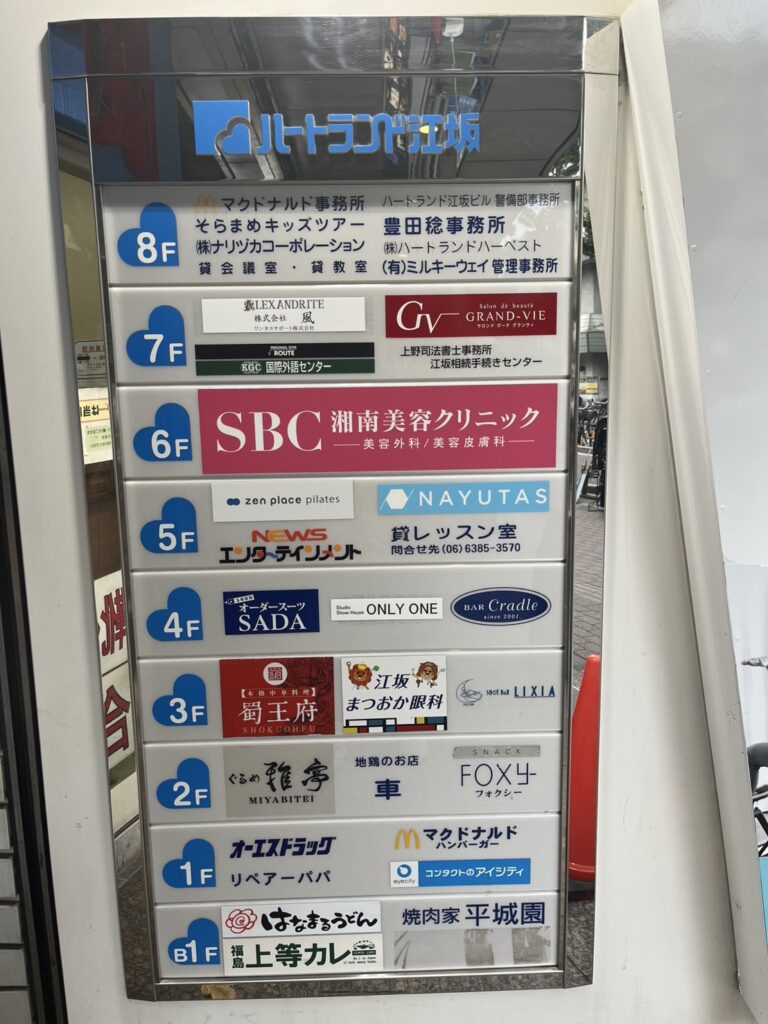 ハートランド江坂
8F
マクドナルド事務所
ハートランド江坂ビル 警備部事務所
そらまめキッズツアー
豊田稔事務所
㈱ナリヅカコーポレーション
㈱ハートランドハーベスト
貸会議室・貸教室
(有)ミルキーウェイ管理事務所
7F
ALEXANDRITE
株式会社 風
ワンネスサポート株式会社
GV
Salon de beauté
GRAND-VIE
サロンド ボーテ グランヴィ
PERSONAL GYM
√ ROUTE
KGC 国際外語センター
上野司法書士事務所
江坂相続手続きセンター
6F
SBC 湘南美容クリニック
美容外科/美容皮膚科
5F
zen place pilates
NAYUTAS
NEWS
エンターテインメント
貸レッスン室
問合せ先(06)6385-3570
4F
オーダースーツ
SADA
Studio
Show House
ONLY ONE
BAR Cradle
since 2001
3F
【本格中華料理】
蜀王府
SHOKUOHFU
江坂
まつおか眼科
SHOT BAR LIXIA
2F
ぐるめ 雅亭
MIYABITEI
地鶏のお店
車
SNACK
FOXy
フォクシー
1F
オーエスドラッグ
マクドナルド
ハンバーガー
リペアーパパ
eyecity
コンタクトのアイシティ
B1F
はなまるうどん
焼肉家 平城園
福島
上等カレー